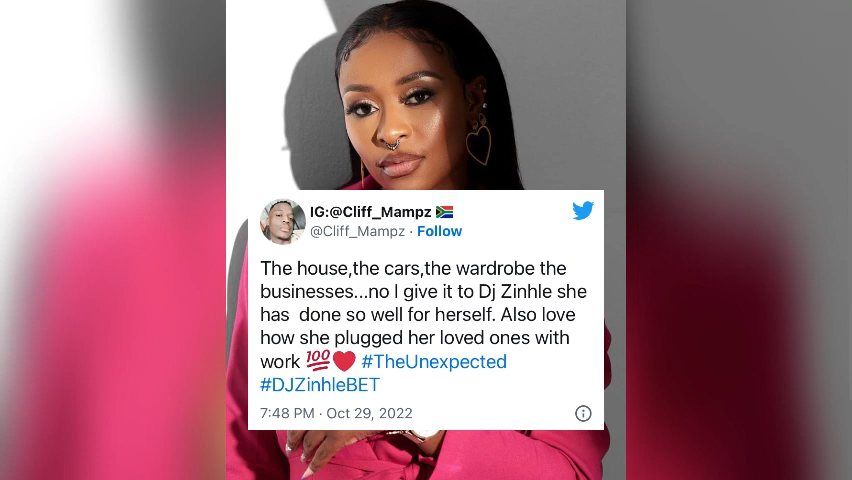 IG:@Cliff_Mampz 🇿🇦
@Cliff_Mampz · Follow
The house,the cars,the wardrobe the
businesses...no I give it to Dj Zinhle she
has  done so well for herself. Also love
how she plugged her loved ones with
work 💯❤️ #TheUnexpected
#DJZinhleBET
7:48 PM · Oct 29, 2022